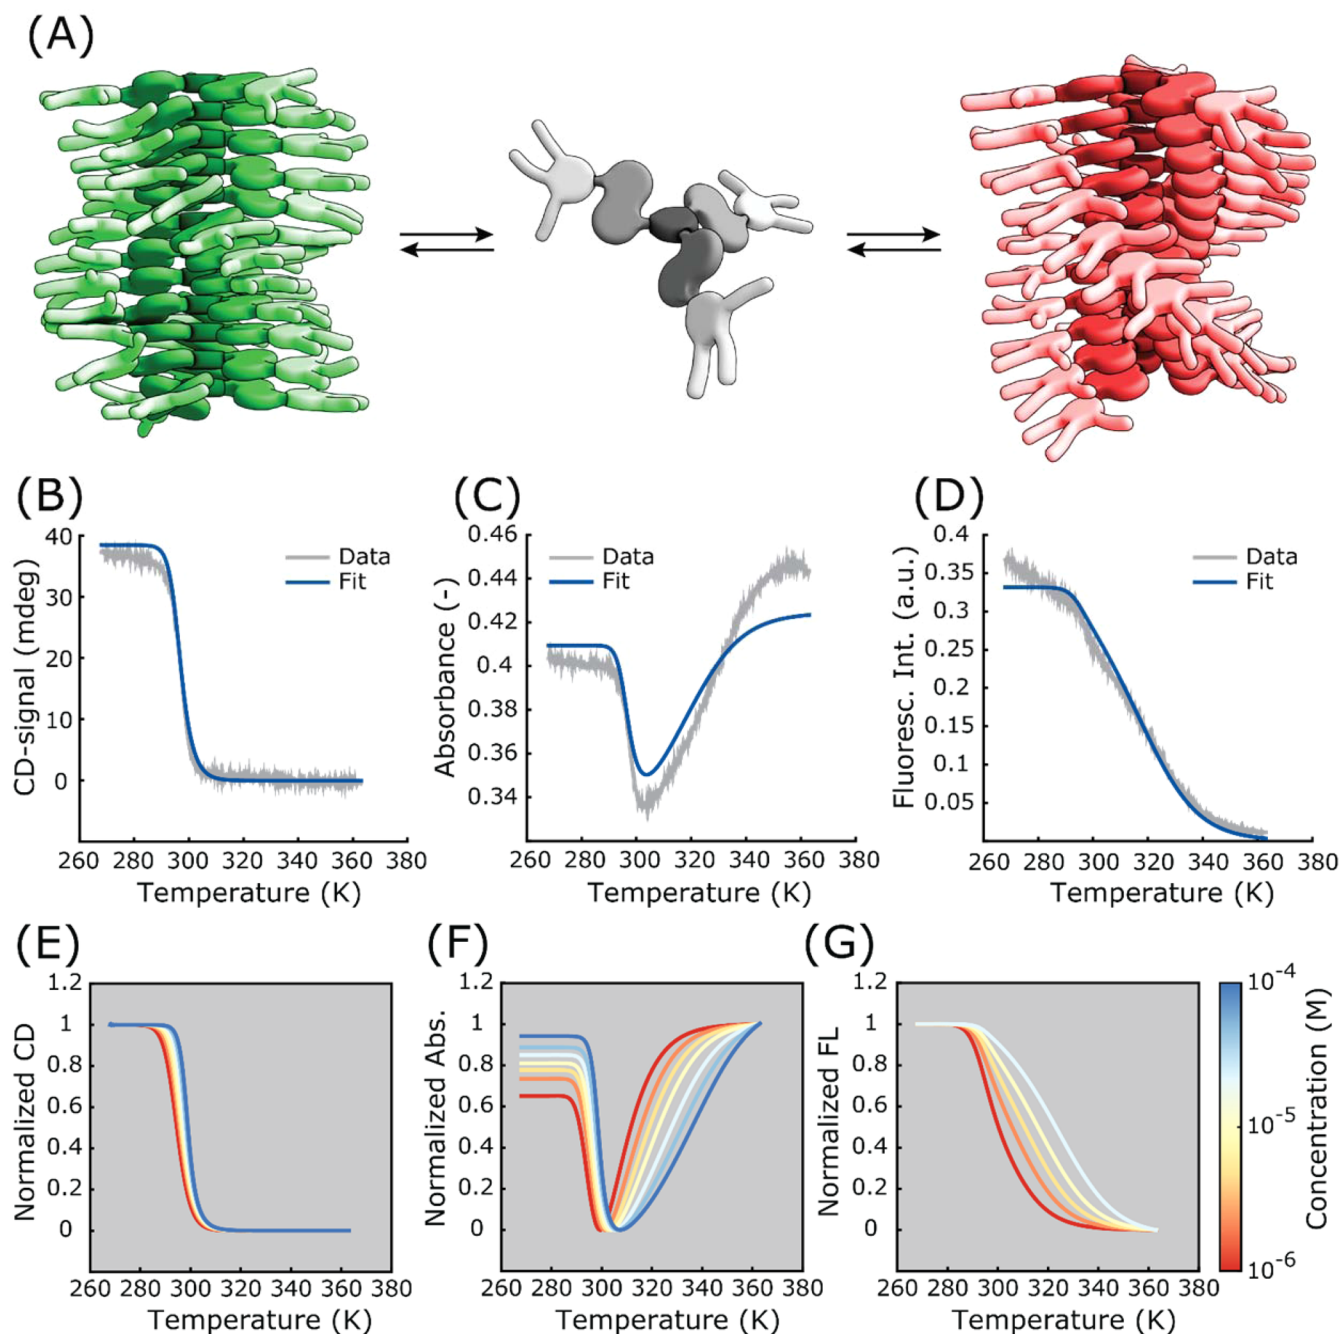 (A)
(B)
(C)
(D)
40
30
20
10
0
CD-signal (mdeg)
Data
Fit
260 280 300 320 340 360 380
Temperature (K)
0.46
0.44
0.42
0.4
0.38
0.36
0.34
Absorbance (-)
Data
Fit
260 280 300 320 340 360 380
Temperature (K)
0.4
0.35
0.3
0.25
0.2
0.15
0.1
0.05
Fluoresc. Int. (a.u.)
Data
Fit
260 280 300 320 340 360 380
Temperature (K)
(E)
(F)
(G)
1.2
1
0.8
0.6
0.4
0.2
0
Normalized CD
260 280 300 320 340 360 380
Temperature (K)
1.2
1
0.8
0.6
0.4
0.2
0
Normalized Abs.
260 280 300 320 340 360 380
Temperature (K)
1.2
1
0.8
0.6
0.4
0.2
0
Normalized FL
260 280 300 320 340 360 380
Temperature (K)
10⁻⁴
10⁻⁵
10⁻⁶
Concentration (M)